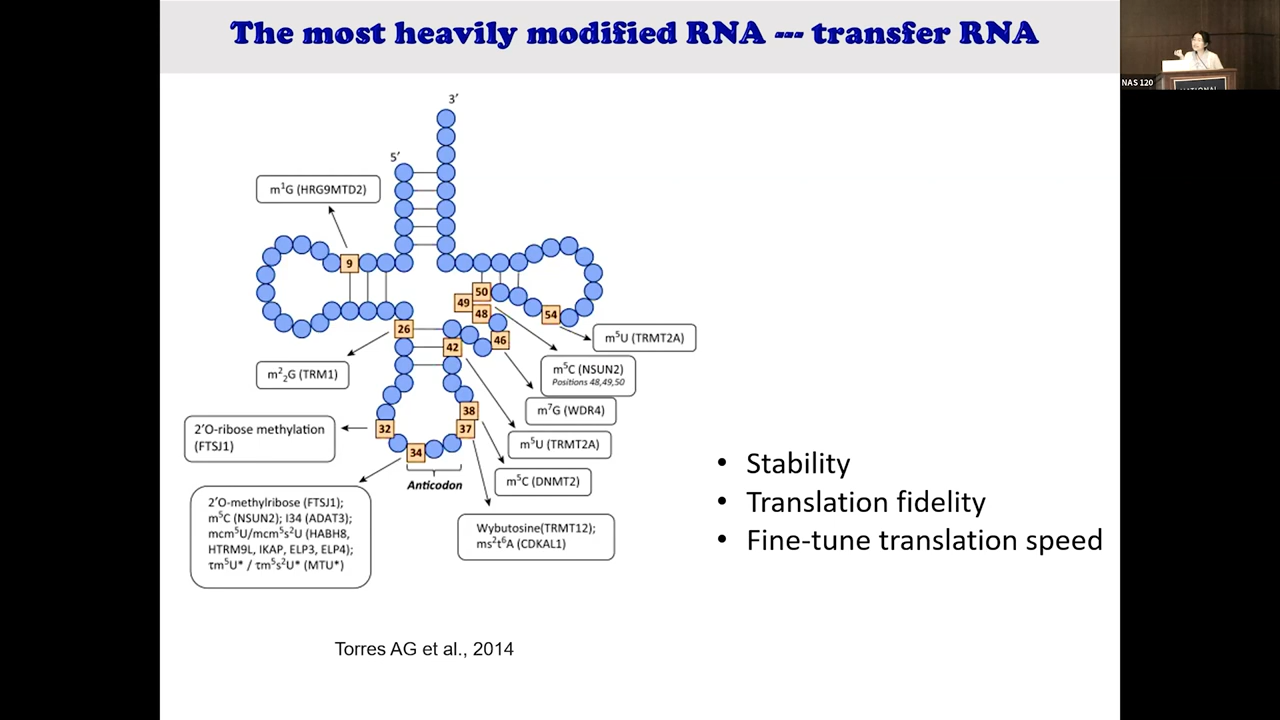 The most heavily modified RNA --- transfer RNA
NAS 120
NATIONAL
3′
5′
m¹G (HRG9MTD2)
9
50
49
48
54
26
46
42
m⁵U (TRMT2A)
m²₂G (TRM1)
m⁵C (NSUN2)
Positions 48,49,50
m⁷G (WDR4)
38
37
32
34
2′O-ribose methylation
(FTSJ1)
m⁵U (TRMT2A)
Anticodon
m⁵C (DNMT2)
2′O-methylribose (FTSJ1);
m⁵C (NSUN2); I34 (ADAT3);
mcm⁵U/mcm⁵s²U (HABH8,
HTRM9L, IKAP, ELP3, ELP4);
τm⁵U* / τm⁵s²U* (MTU*)
Wybutosine(TRMT12);
ms²t⁶A (CDKAL1)
• Stability
• Translation fidelity
• Fine-tune translation speed
Torres AG et al., 2014